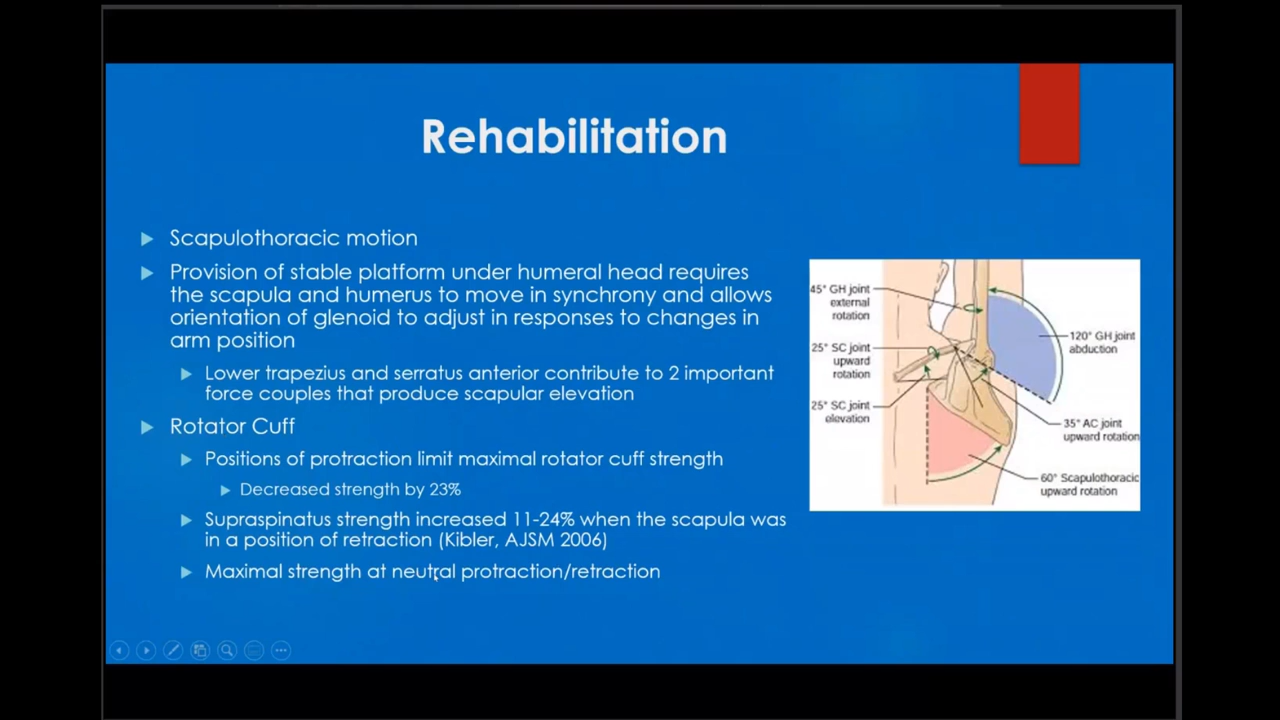 Rehabilitation
Scapulothoracic motion
Provision of stable platform under humeral head requires
the scapula and humerus to move in synchrony and allows
orientation of glenoid to adjust in responses to changes in
arm position
Lower trapezius and serratus anterior contribute to 2 important
force couples that produce scapular elevation
Rotator Cuff
Positions of protraction limit maximal rotator cuff strength
Decreased strength by 23%
Supraspinatus strength increased 11-24% when the scapula was
in a position of retraction (Kibler, AJSM 2006)
Maximal strength at neutral protraction/retraction
45° GH joint
external
rotation
25° SC joint
upward
rotation
25° SC joint
elevation
120° GH joint
abduction
35° AC joint
upward rotation
60° Scapulothoracic
upward rotation